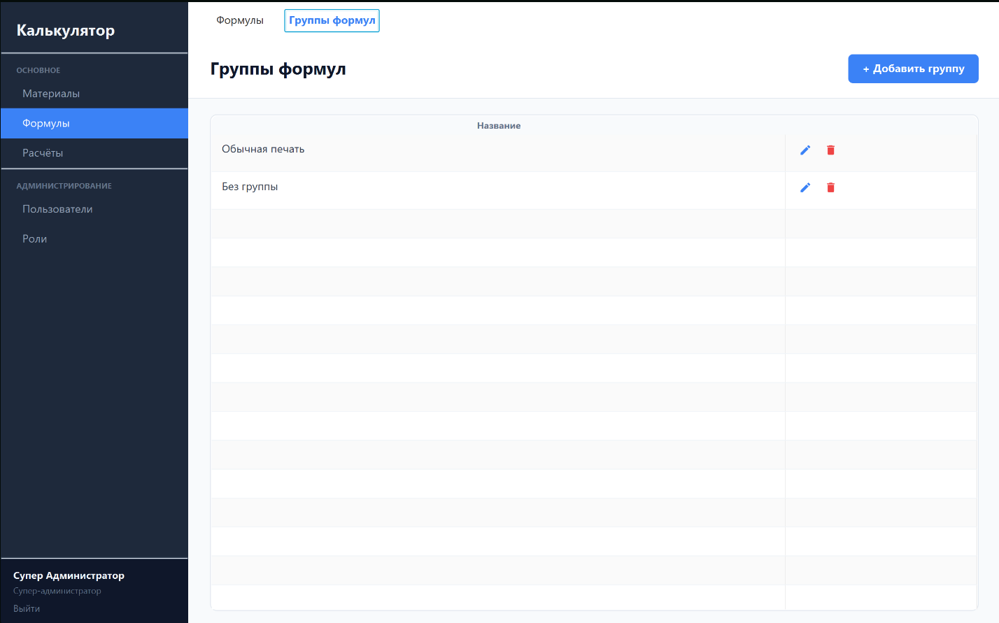 Калькулятор
ОСНОВНОЕ
Материалы
Формулы
Расчёты
АДМИНИСТРИРОВАНИЕ
Пользователи
Роли
Супер Администратор
Супер-администратор
Выйти
Формулы
Группы формул
Группы формул
+ Добавить группу
Название
Обычная печать
Без группы